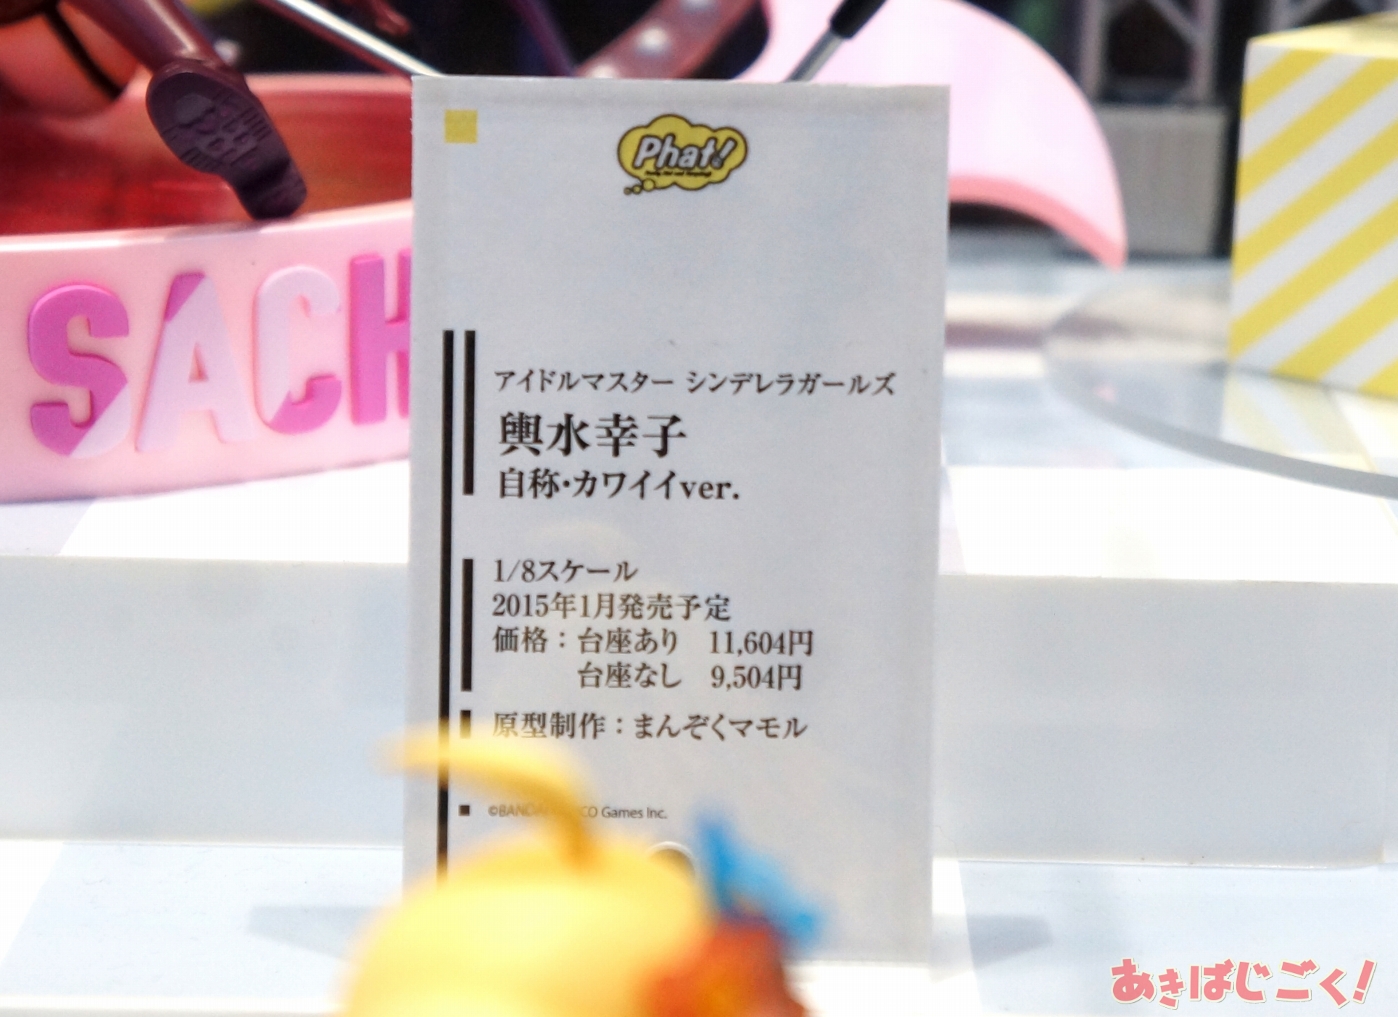 Phat!
SACH
アイドルマスター シンデレラガールズ
輿水幸子
自称・カワイイver.
1/8スケール
2015年1月発売予定
価格：台座あり 11,604円
台座なし 9,504円
原型制作：まんぞくマモル
Games Inc.
あきばじごく!